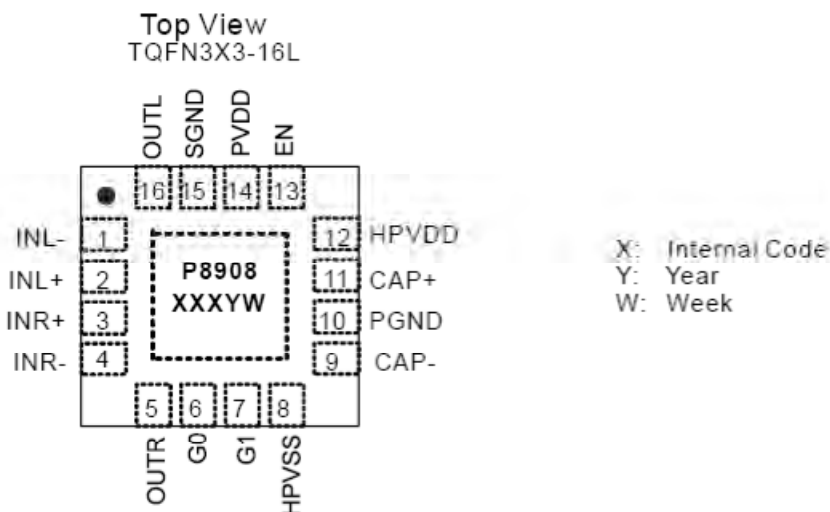 Top View
TQFN3X3-16L
OUTL SGND PVDD EN
16 15 14 13
INL- 1 12 HPVDD
INL+ 2 11 CAP+
INR+ 3 10 PGND
INR- 4 9 CAP-
P8908
XXXYW
5 6 7 8
OUTR G0 G1 HPVSS
X: Internal Code
Y: Year
W: Week